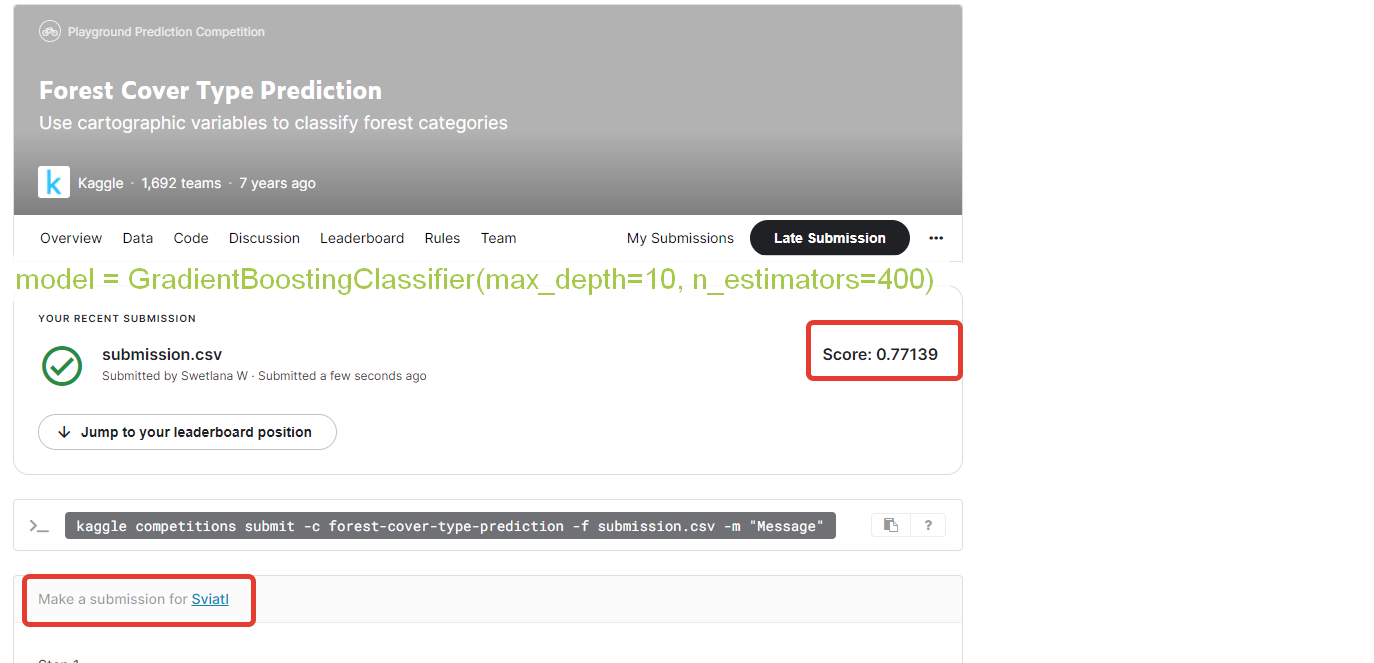 Playground Prediction Competition
Forest Cover Type Prediction
Use cartographic variables to classify forest categories
k Kaggle · 1,692 teams · 7 years ago
Overview Data Code Discussion Leaderboard Rules Team My Submissions Late Submission ···
model = GradientBoostingClassifier(max_depth=10, n_estimators=400)
YOUR RECENT SUBMISSION
submission.csv
Score: 0.77139
Submitted by Swetlana W · Submitted a few seconds ago
Jump to your leaderboard position
>_ kaggle competitions submit -c forest-cover-type-prediction -f submission.csv -m "Message" ?
Make a submission for Sviatl
Step 1